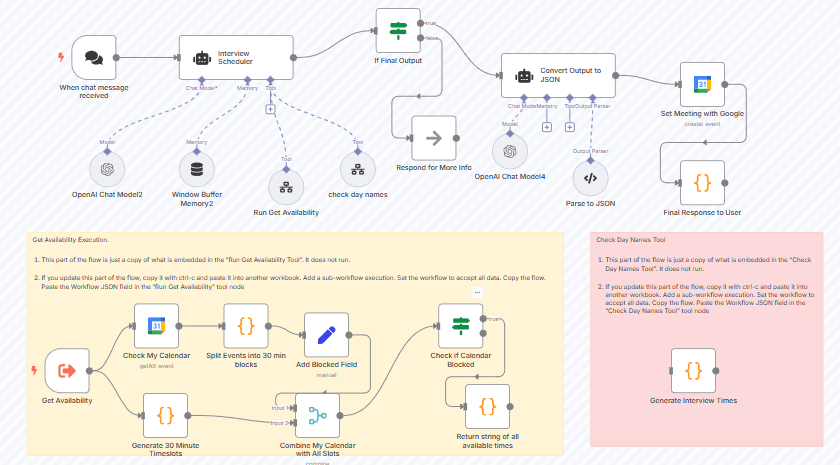 Interview
Scheduler
When chat message
received
Chat Model*
Memory
Tool
true
false
If Final Output
Convert Output to
JSON
Chat Model
Memory
Tool
Output Parser
31
Set Meeting with Google
create: event
Model
Memory
Tool
Tool
OpenAI Chat Model2
Window Buffer
Memory2
Run Get Availability
check day names
Respond for More Info
Model
OpenAI Chat Model4
Output Parser
Parse to JSON
Final Response to User
Get Availability Execution.
1. This part of the flow is just a copy of what is embedded in the "Run Get Availability Tool". It does not run.
2. If you update this part of the flow, copy it with ctrl-c and paste it into another workbook. Add a sub-workflow execution. Set the workflow to accept all data. Copy the flow.
Paste the Workflow JSON field in the "Run Get Availability" tool node
Check Day Names Tool
1. This part of the flow is just a copy of what is embedded in the "Check
Day Names Tool". It does not run.
2. If you update this part of the flow, copy it with ctrl-c and paste it into
another workbook. Add a sub-workflow execution. Set the workflow to
accept all data. Copy the flow. Paste the Workflow JSON field in the
"Check Day Names Tool" tool node
Get Availability
31
Check My Calendar
getAll: event
Split Events into 30 min
blocks
Add Blocked Field
manual
true
Check if Calendar
Blocked
Generate 30 Minute
Timeslots
Input 1
Input 2
Combine My Calendar
with All Slots
combine
Return string of all
available times
Generate Interview Times